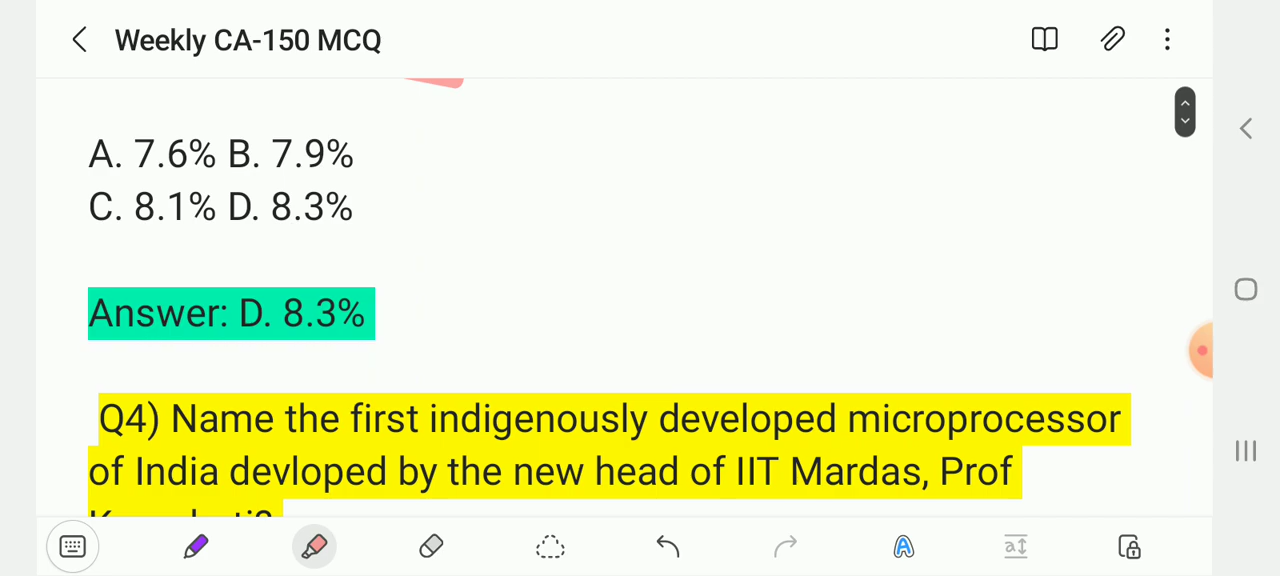 Weekly CA-150 MCQ
A. 7.6% B. 7.9%
C. 8.1% D. 8.3%
Answer: D. 8.3%
Q4) Name the first indigenously developed microprocessor
of India devloped by the new head of IIT Mardas, Prof